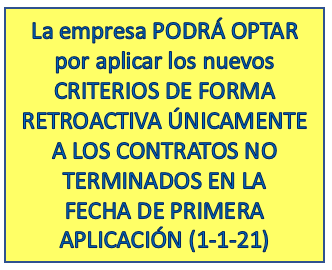 La empresa PODRÁ OPTAR
por aplicar los nuevos
CRITERIOS DE FORMA
RETROACTIVA ÚNICAMENTE
A LOS CONTRATOS NO
TERMINADOS EN LA
FECHA DE PRIMERA
APLICACIÓN (1-1-21)